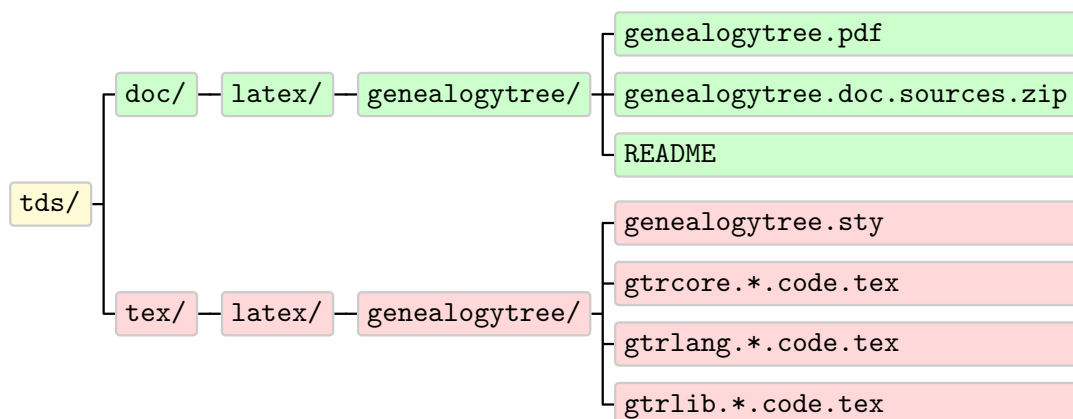 genealogytree.pdf
doc/ latex/ genealogytree/ genealogytree.doc.sources.zip
README
tds/
genealogytree.sty
gtrcore.*.code.tex
tex/ latex/ genealogytree/
gtrlang.*.code.tex
gtrlib.*.code.tex